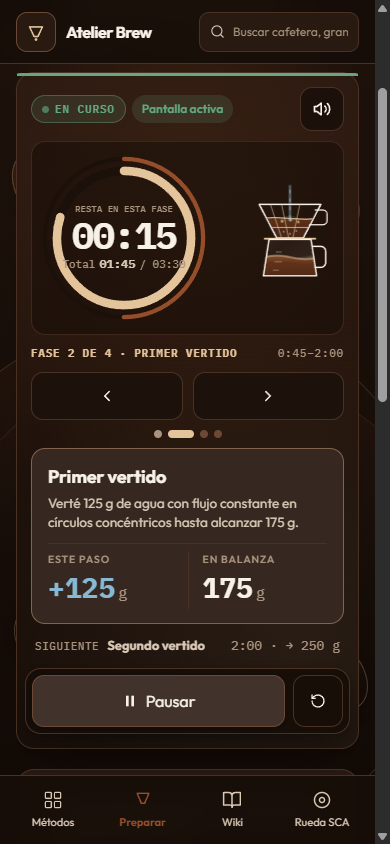 Atelier Brew
Buscar cafetera, gran
EN CURSO
Pantalla activa
RESTA EN ESTA FASE
00:15
Total 01:45 / 03:30
FASE 2 DE 4 · PRIMER VERTIDO
0:45–2:00
Primer vertido
Verté 125 g de agua con flujo constante en
círculos concéntricos hasta alcanzar 175 g.
ESTE PASO
EN BALANZA
+125 g
175 g
SIGUIENTE Segundo vertido 2:00 · → 250 g
Pausar
Métodos
Preparar
Wiki
Rueda SCA